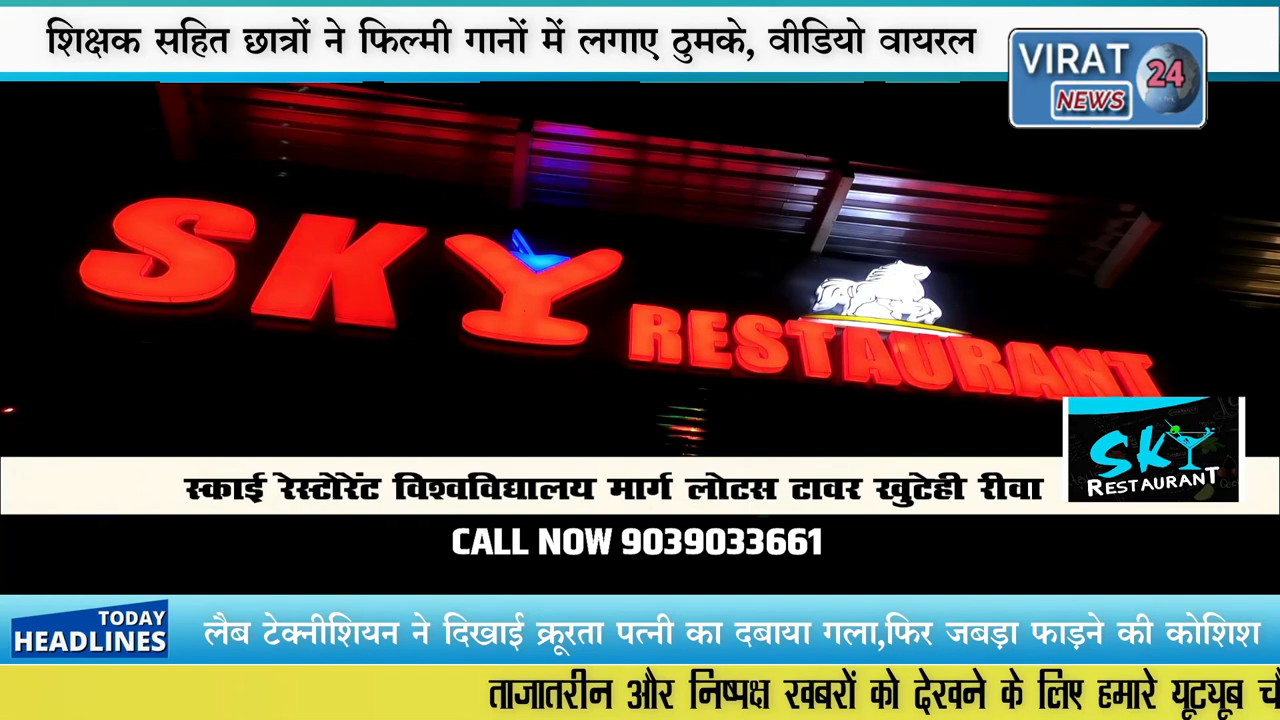 शिक्षक सहित छात्रों ने फिल्मी गानों में लगाए ठुमके, वीडियो वायरल
VIRAT 24
NEWS
SKY RESTAURANT
SKY
RESTAURANT
स्काई रेस्टोरेंट विश्वविद्यालय मार्ग लोटस टावर खुटेही रीवा
CALL NOW 9039033661
TODAY
HEADLINES
लैब टेक्नीशियन ने दिखाई क्रूरता पत्नी का दबाया गला,फिर जबड़ा फाड़ने की कोशिश
ताजातरीन और निष्पक्ष खबरों को देखने के लिए हमारे यूट्यूब